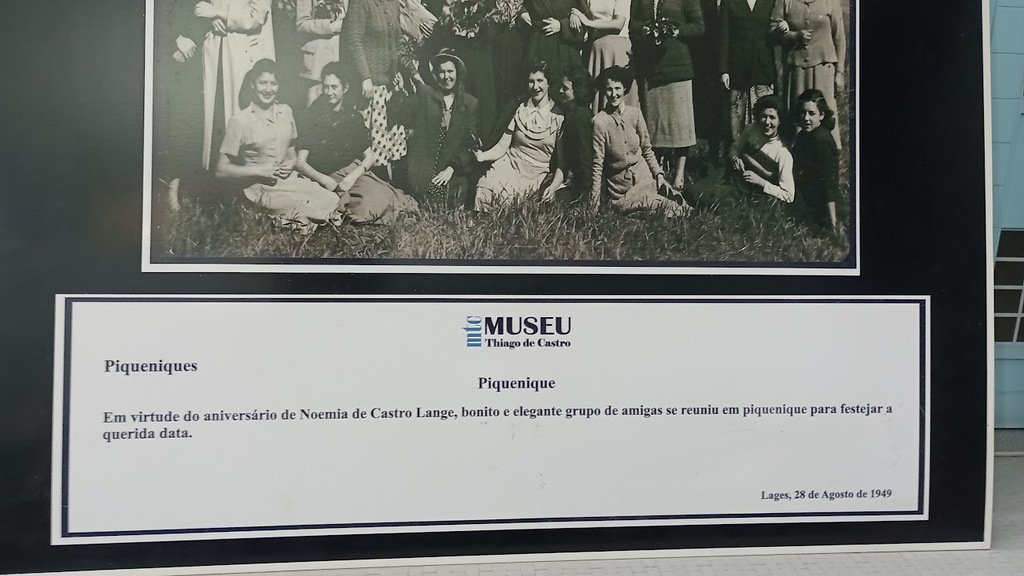 mtc MUSEU
Thiago de Castro
Piqueniques
Piquenique
Em virtude do aniversário de Noemia de Castro Lange, bonito e elegante grupo de amigas se reuniu em piquenique para festejar a
querida data.
Lages, 28 de Agosto de 1949